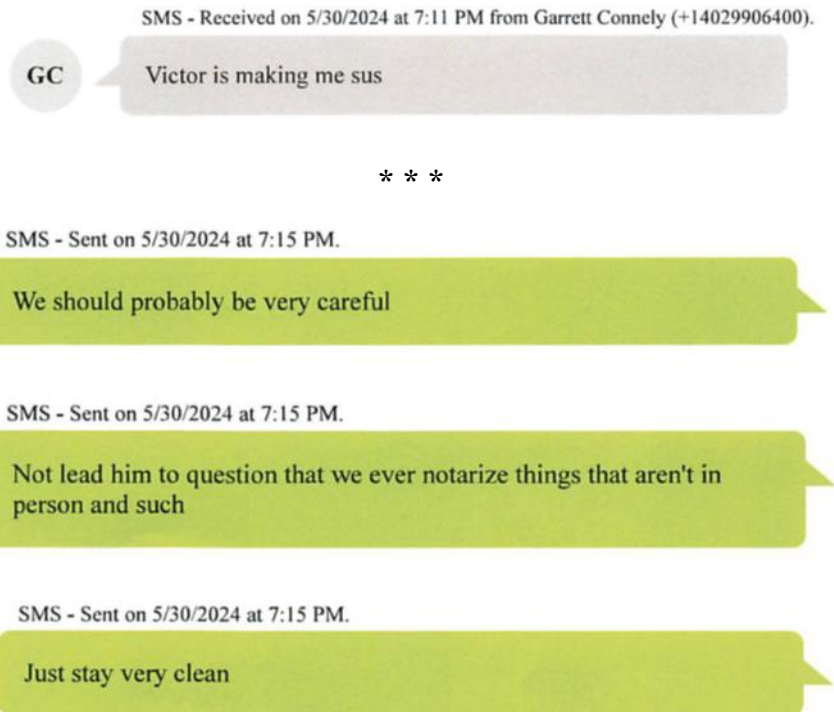 SMS - Received on 5/30/2024 at 7:11 PM from Garrett Connely (+14029906400).
GC
Victor is making me sus
* * *
SMS - Sent on 5/30/2024 at 7:15 PM.
We should probably be very careful
SMS - Sent on 5/30/2024 at 7:15 PM.
Not lead him to question that we ever notarize things that aren't in
person and such
SMS - Sent on 5/30/2024 at 7:15 PM.
Just stay very clean